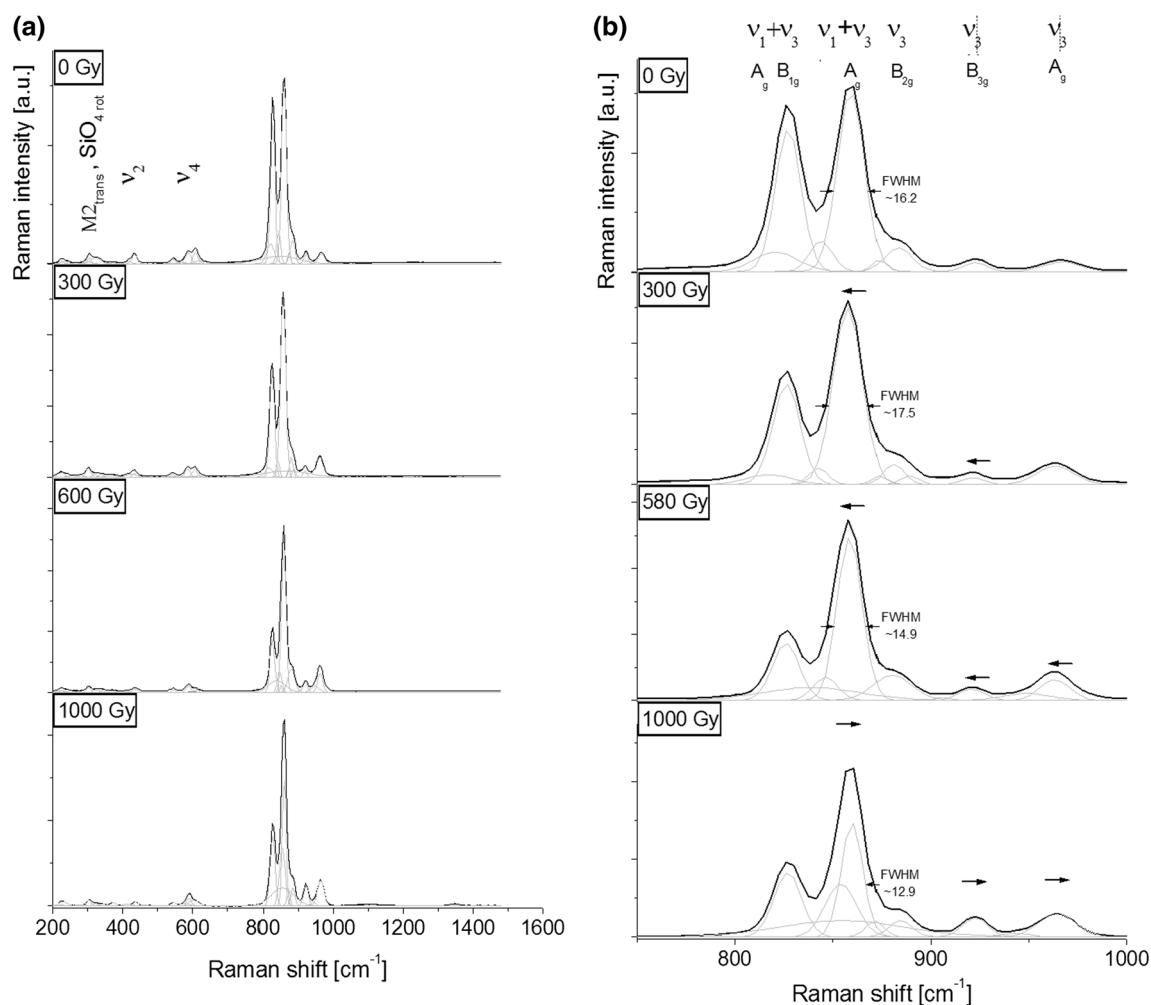 (a)
0 Gy
M2trans , SiO4 rot
ν2
ν4
300 Gy
600 Gy
1000 Gy
Raman intensity [a.u.]
200 400 600 800 1000 1200 1400 1600
Raman shift [cm-1]
(b)
ν1+ν3 ν1+ν3 ν3 ν3 ν3
Ag B1g Ag B2g B3g Ag
0 Gy
FWHM
~16.2
300 Gy
FWHM
~17.5
580 Gy
FWHM
~14.9
1000 Gy
FWHM
~12.9
Raman intensity [a.u.]
800 900 1000
Raman shift [cm-1]